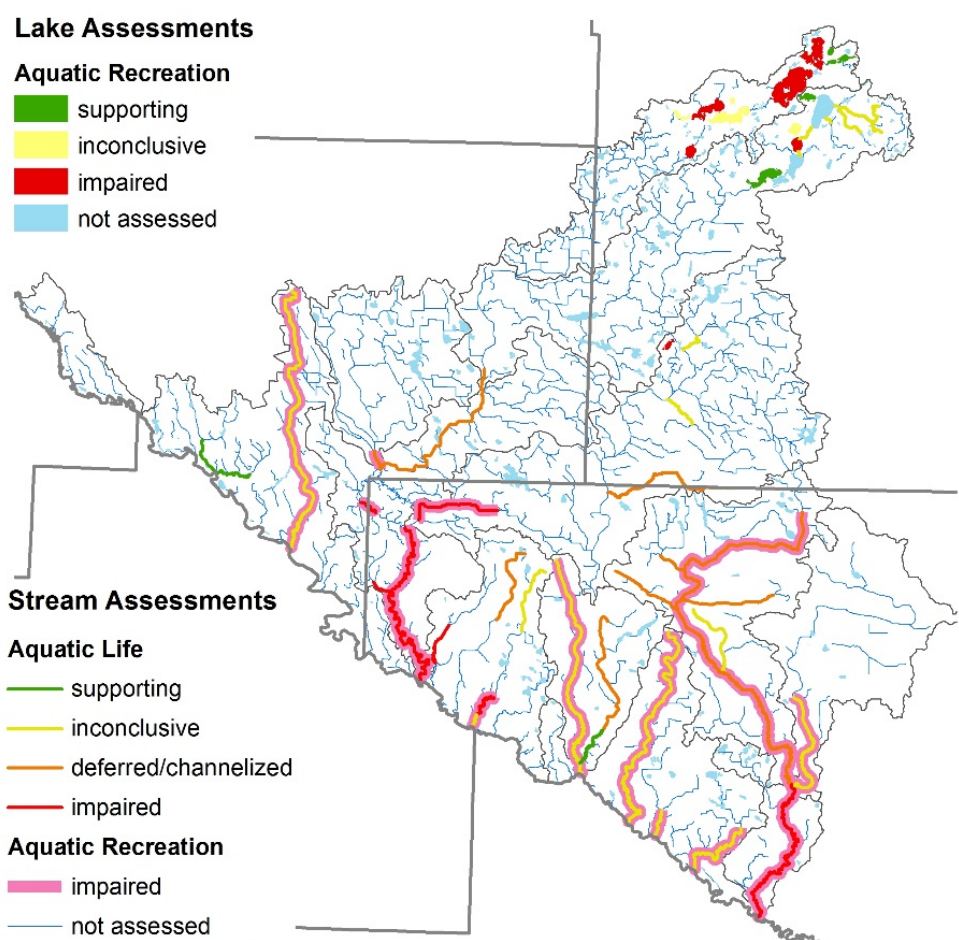 Lake Assessments
Aquatic Recreation
supporting
inconclusive
impaired
not assessed
Stream Assessments
Aquatic Life
supporting
inconclusive
deferred/channelized
impaired
Aquatic Recreation
impaired
not assessed